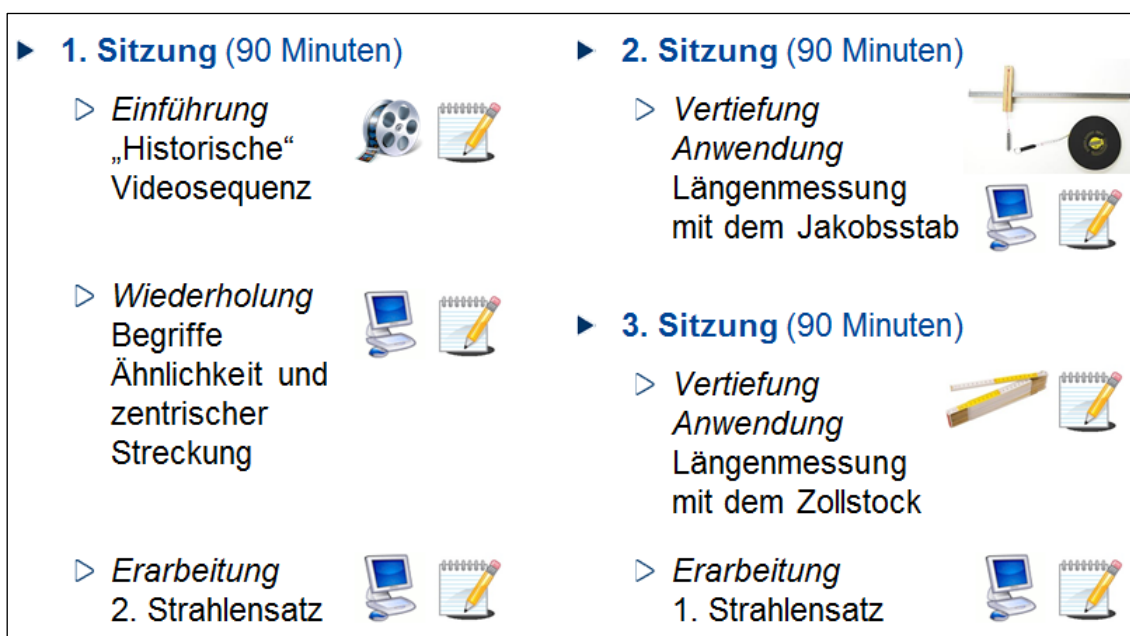 1. Sitzung (90 Minuten)
Einführung
„Historische“
Videosequenz
Wiederholung
Begriffe
Ähnlichkeit und
zentrischer
Streckung
Erarbeitung
2. Strahlensatz
2. Sitzung (90 Minuten)
Vertiefung
Anwendung
Längenmessung
mit dem Jakobsstab
3. Sitzung (90 Minuten)
Vertiefung
Anwendung
Längenmessung
mit dem Zollstock
Erarbeitung
1. Strahlensatz